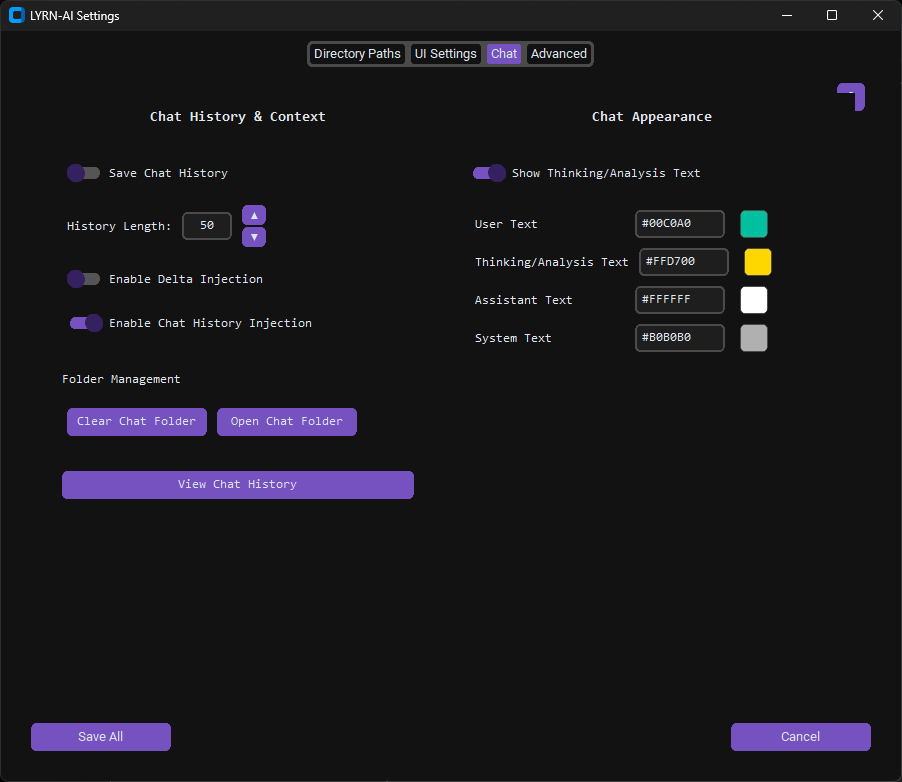 LYRN-AI Settings
Directory Paths UI Settings Chat Advanced
Chat History & Context
Save Chat History
History Length: 50 ▲
▼
Enable Delta Injection
Enable Chat History Injection
Folder Management
Clear Chat Folder Open Chat Folder
View Chat History
Chat Appearance
Show Thinking/Analysis Text
User Text #00C0A0
Thinking/Analysis Text #FFD700
Assistant Text #FFFFFF
System Text #B0B0B0
Save All Cancel